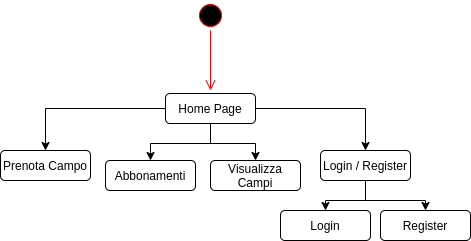 Home Page
Prenota Campo
Abbonamenti
Visualizza
Campi
Login / Register
Login
Register